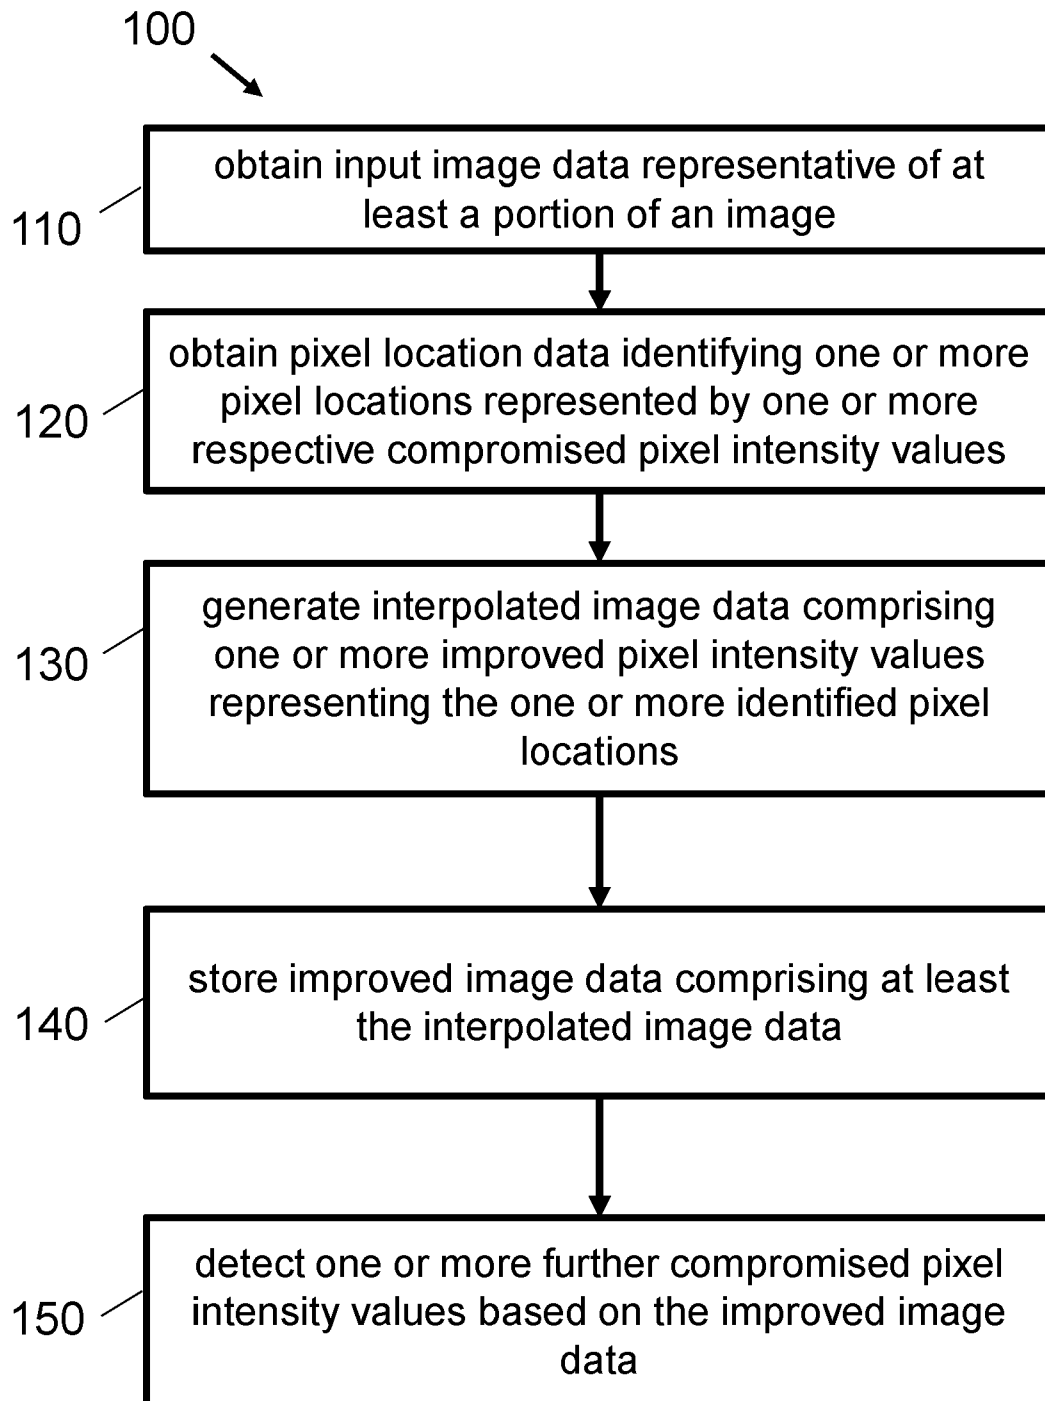 100
110
obtain input image data representative of at
least a portion of an image
120
obtain pixel location data identifying one or more
pixel locations represented by one or more
respective compromised pixel intensity values
130
generate interpolated image data comprising
one or more improved pixel intensity values
representing the one or more identified pixel
locations
140
store improved image data comprising at least
the interpolated image data
150
detect one or more further compromised pixel
intensity values based on the improved image
data